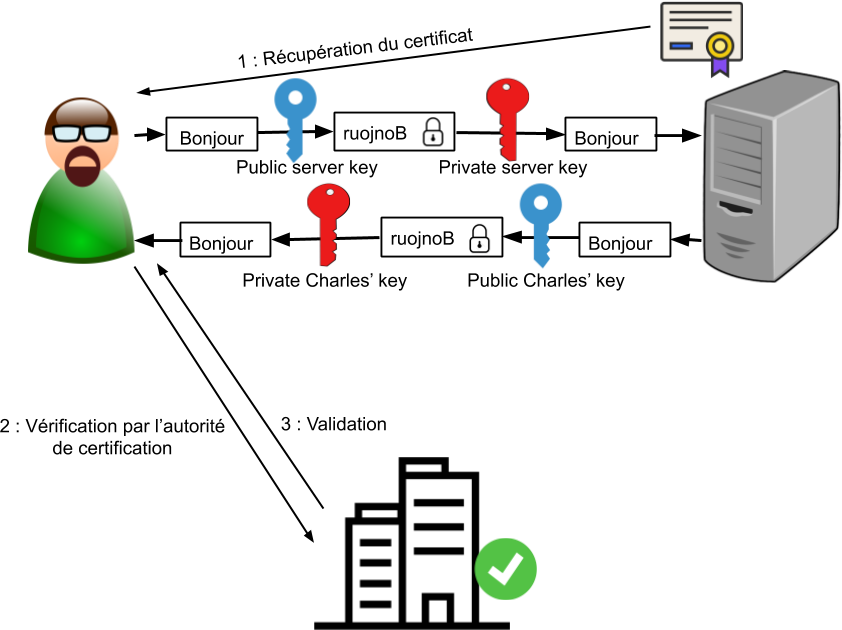 1 : Récupération du certificat
Bonjour
ruojnoB
Bonjour
Public server key
Private server key
Bonjour
ruojnoB
Bonjour
Private Charles’ key
Public Charles’ key
2 : Vérification par l’autorité
de certification
3 : Validation